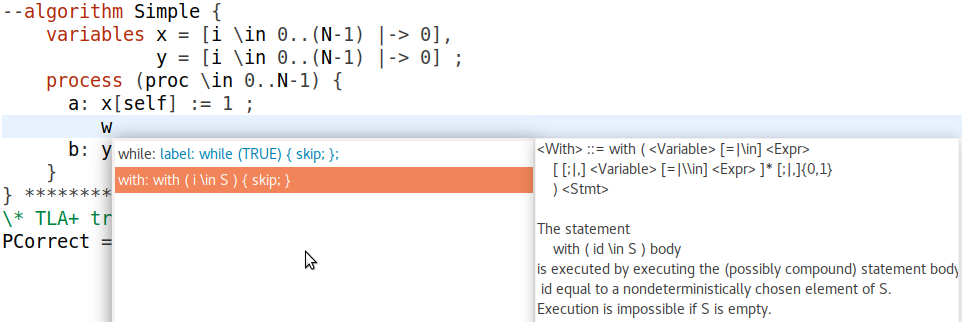 --algorithm Simple {
variables x = [i \in 0..(N-1) |-> 0],
y = [i \in 0..(N-1) |-> 0] ;
process (proc \in 0..N-1) {
a: x[self] := 1 ;
w
b: y
}
} ********
\* TLA+ tr
PCorrect =
while: label: while (TRUE) { skip; };
with: with ( i \in S ) { skip; }
<With> ::= with ( <Variable> [=|\in] <Expr>
[ [;|,] <Variable> [=|\\in] <Expr> ]* [;|,]{0,1}
) <Stmt>
The statement
with ( id \in S ) body
is executed by executing the (possibly compound) statement body
id equal to a nondeterministically chosen element of S.
Execution is impossible if S is empty.